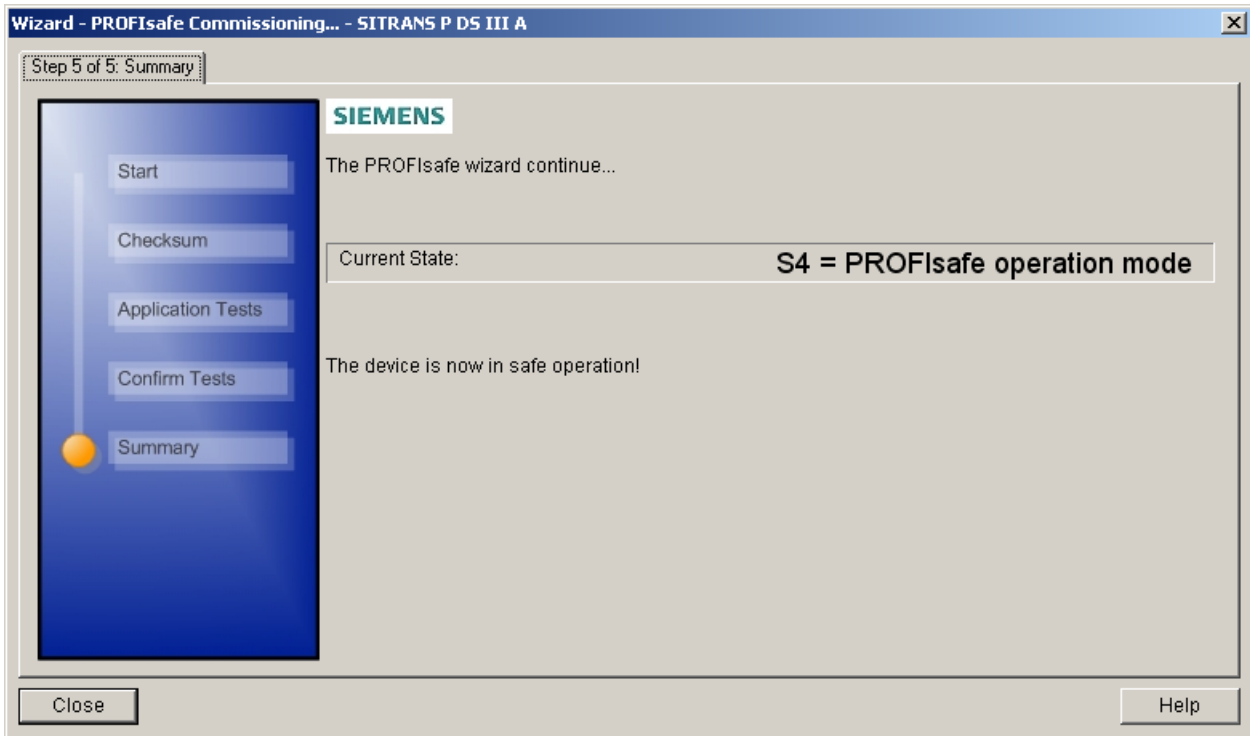 Wizard - PROFIsafe Commissioning... - SITRANS P DS III A
Step 5 of 5: Summary
Start
Checksum
Application Tests
Confirm Tests
Summary
SIEMENS
The PROFIsafe wizard continue...
Current State: S4 = PROFIsafe operation mode
The device is now in safe operation!
Close Help